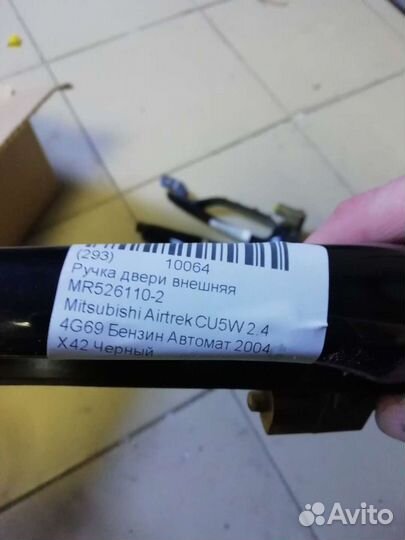 (293) 10064
Ручка двери внешняя
MR526110-2
Mitsubishi Airtrek CU5W 2.4
4G69 Бензин Автомат 2004
X42 Черный
Avito